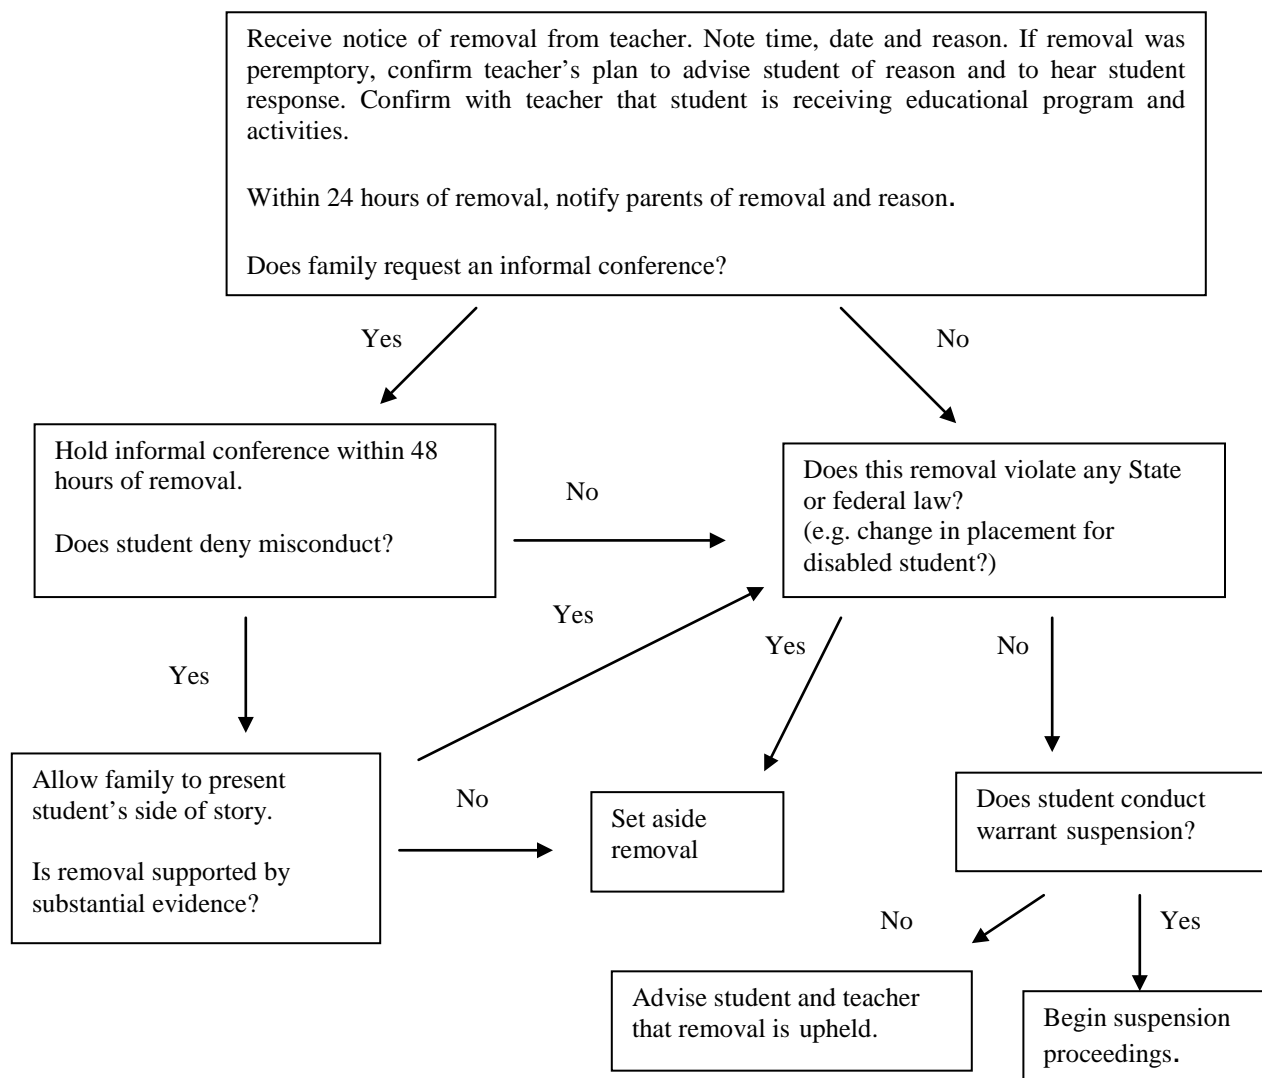 Receive notice of removal from teacher. Note time, date and reason. If removal was
peremptory, confirm teacher’s plan to advise student of reason and to hear student
response. Confirm with teacher that student is receiving educational program and
activities.
Within 24 hours of removal, notify parents of removal and reason.
Does family request an informal conference?
Yes
No
Hold informal conference within 48
hours of removal.
Does student deny misconduct?
No
Does this removal violate any State
or federal law?
(e.g. change in placement for
disabled student?)
Yes
Yes
Yes
No
Allow family to present
student’s side of story.
Is removal supported by
substantial evidence?
No
Set aside
removal
Does student conduct
warrant suspension?
No
Yes
Advise student and teacher
that removal is upheld.
Begin suspension
proceedings.